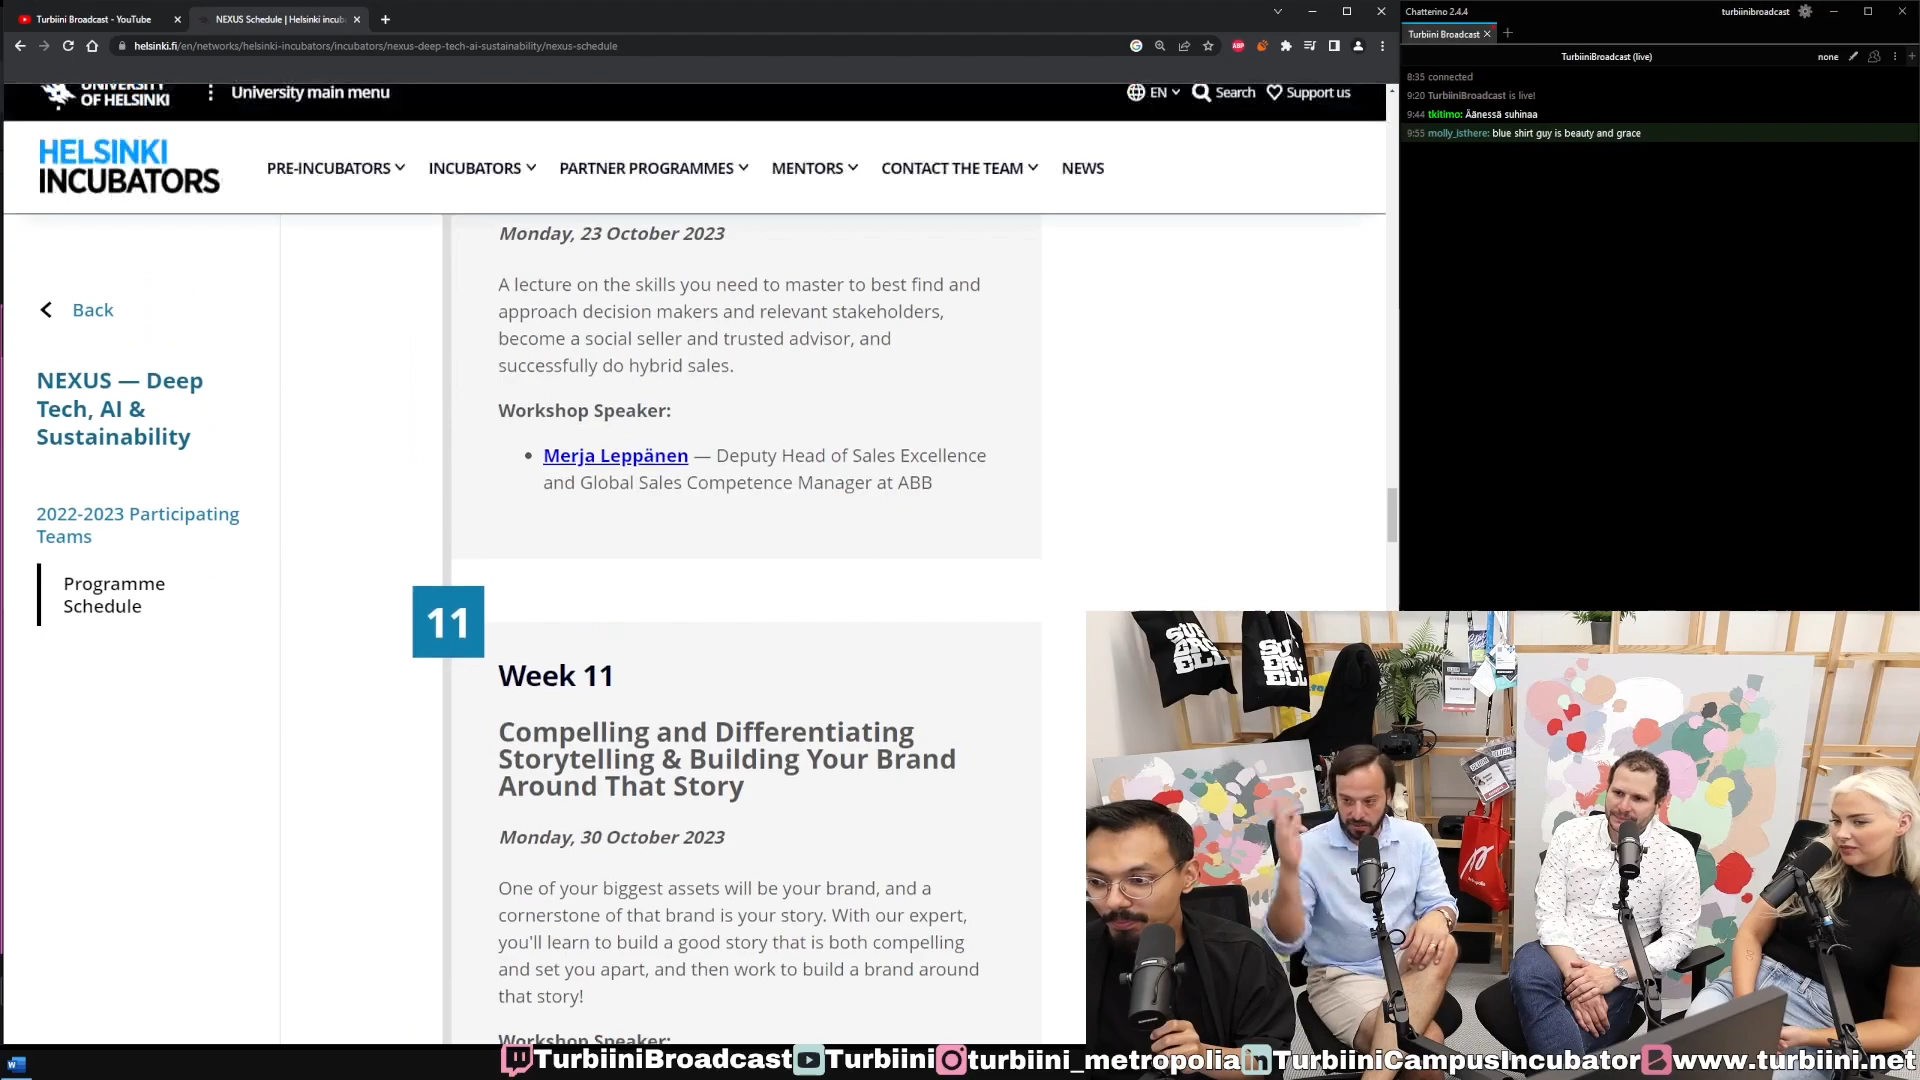 Turbiini Broadcast - YouTube
NEXUS Schedule | Helsinki incub
helsinki.fi/en/networks/helsinki-incubators/incubators/nexus-deep-tech-ai-sustainability/nexus-schedule
UNIVERSITY
OF HELSINKI
University main menu
EN
Search
Support us
HELSINKI
INCUBATORS
PRE-INCUBATORS
INCUBATORS
PARTNER PROGRAMMES
MENTORS
CONTACT THE TEAM
NEWS
Back
NEXUS — Deep
Tech, AI &
Sustainability
2022-2023 Participating
Teams
Programme
Schedule
Monday, 23 October 2023
A lecture on the skills you need to master to best find and
approach decision makers and relevant stakeholders,
become a social seller and trusted advisor, and
successfully do hybrid sales.
Workshop Speaker:
Merja Leppänen — Deputy Head of Sales Excellence
and Global Sales Competence Manager at ABB
11
Week 11
Compelling and Differentiating
Storytelling & Building Your Brand
Around That Story
Monday, 30 October 2023
One of your biggest assets will be your brand, and a
cornerstone of that brand is your story. With our expert,
you'll learn to build a good story that is both compelling
and set you apart, and then work to build a brand around
that story!
Workshop Speaker:
Chatterino 2.4.4
turbiinibroadcast
Turbiini Broadcast
TurbiiniBroadcast (live)
none
8:35 connected
9:20 TurbiiniBroadcast is live!
9:44 tkitimo: Äänessä suhinaa
9:55 molly_isthere: blue shirt guy is beauty and grace
SUP
ERC
ELL
SUP
ERC
ELL
TurbiiniBroadcast
Turbiini
turbiini_metropolia
TurbiiniCampusIncubator
www.turbiini.net